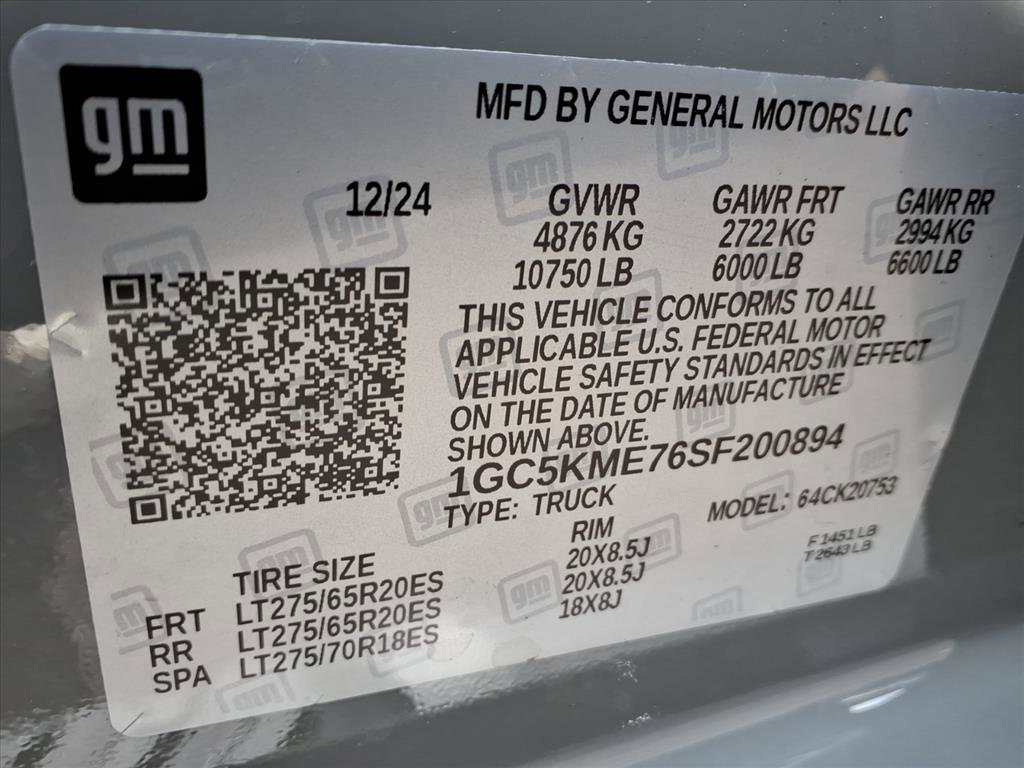 gm
MFD BY GENERAL MOTORS LLC
12/24 GVWR GAWR FRT GAWR RR
4876 KG 2722 KG 2994 KG
10750 LB 6000 LB 6600 LB
THIS VEHICLE CONFORMS TO ALL
APPLICABLE U.S. FEDERAL MOTOR
VEHICLE SAFETY STANDARDS IN EFFECT
ON THE DATE OF MANUFACTURE
SHOWN ABOVE.
1GC5KME76SF200894
TYPE: TRUCK MODEL: 64CK20753
TIRE SIZE RIM F 1451 LB
FRT LT275/65R20ES 20X8.5J T 2643 LB
RR LT275/65R20ES 20X8.5J
SPA LT275/70R18ES 18X8J